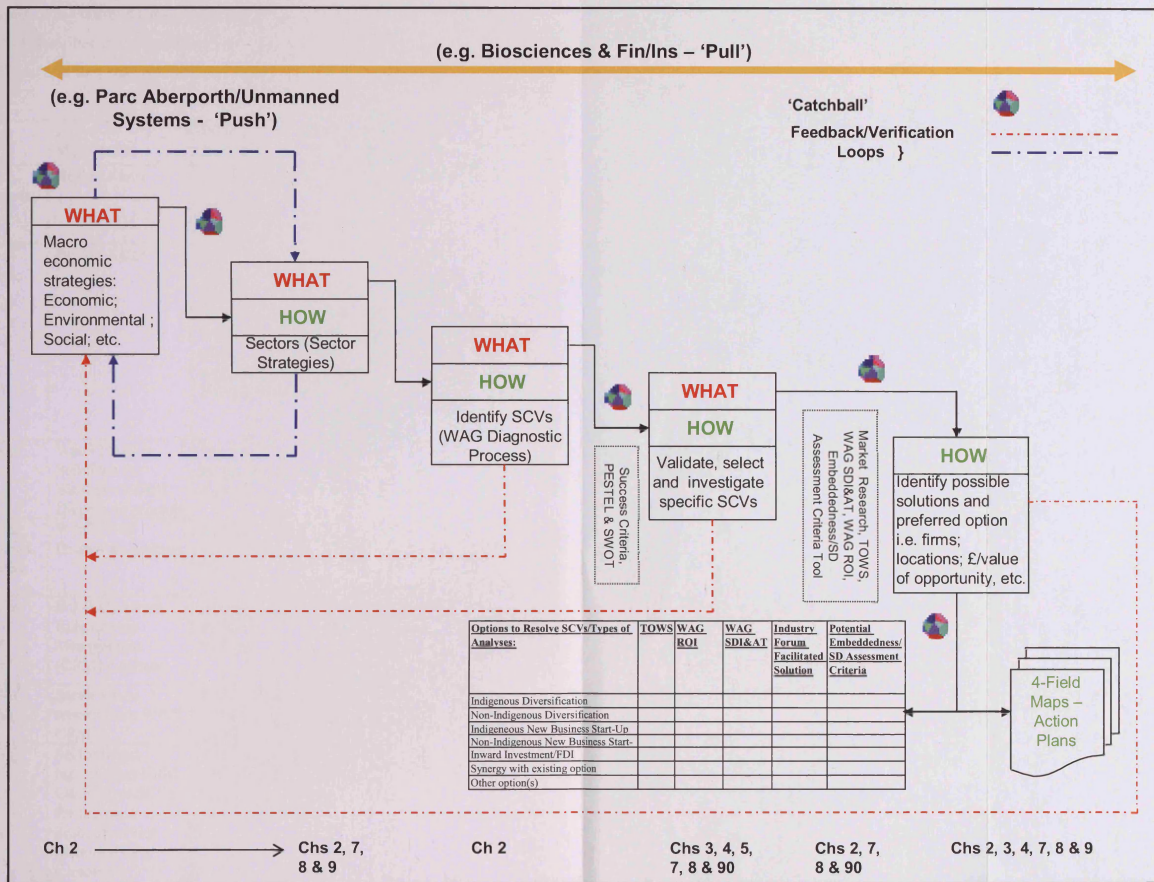 (e.g. Biosciences & Fin/Ins – 'Pull')
(e.g. Parc Aberporth/Unmanned
Systems - 'Push')
'Catchball'
Feedback/Verification
Loops }
WHAT
Macro
economic
strategies:
Economic;
Environmental ;
Social; etc.
WHAT
HOW
Sectors (Sector
Strategies)
WHAT
HOW
Identify SCVs
(WAG Diagnostic
Process)
Success Criteria,
PESTEL & SWOT
WHAT
HOW
Validate, select
and investigate
specific SCVs
Market Research, TOWS,
WAG SDI&AT, WAG ROI,
Embeddedness/SD
Assessment Criteria Tool
HOW
Identify possible
solutions and
preferred option
i.e. firms;
locations; £/value
of opportunity, etc.
Options to Resolve SCVs/Types of
Analyses:
TOWS
WAG
ROI
WAG
SDI&AT
Industry
Forum
Facilitated
Solution
Potential
Embeddedness/
SD Assessment
Criteria
Indigenous Diversification
Non-Indigenous Diversification
Indigeneous New Business Start-Up
Non-Indigenous New Business Start-
Inward Investment/FDI
Synergy with existing option
Other option(s)
4-Field
Maps –
Action
Plans
Ch 2
Chs 2, 7,
8 & 9
Ch 2
Chs 3, 4, 5,
7, 8 & 90
Chs 2, 7,
8 & 90
Chs 2, 3, 4, 7, 8 & 9